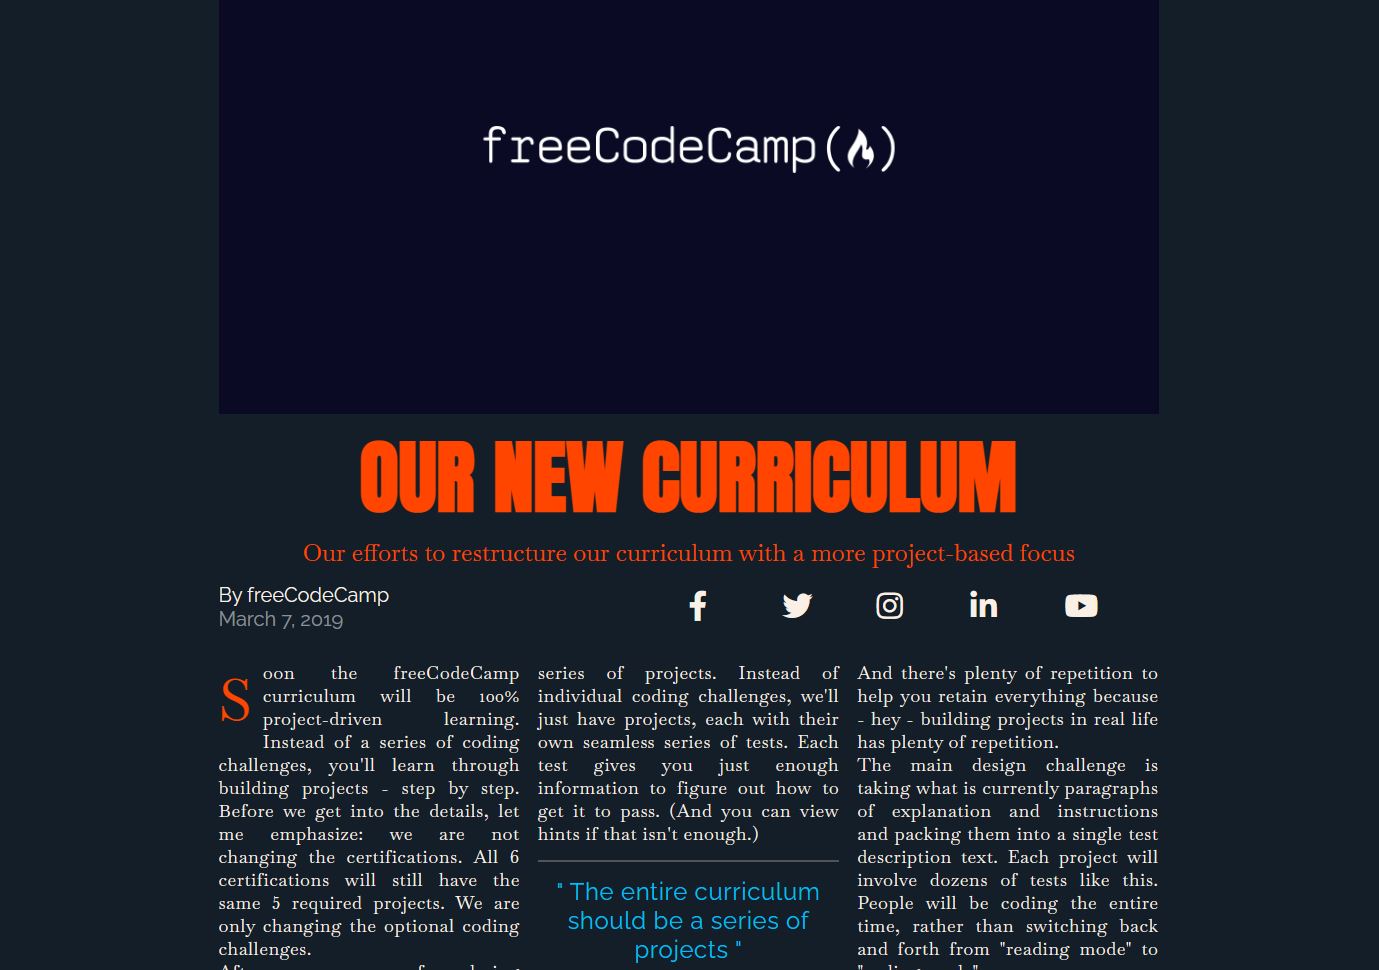 freeCodeCamp(🔥)
OUR NEW CURRICULUM
Our efforts to restructure our curriculum with a more project-based focus
By freeCodeCamp
March 7, 2019
Soon the freeCodeCamp
curriculum will be 100%
project-driven learning.
Instead of a series of coding
challenges, you'll learn through
building projects - step by step.
Before we get into the details, let
me emphasize: we are not
changing the certifications. All 6
certifications will still have the
same 5 required projects. We are
only changing the optional coding
challenges.
series of projects. Instead of
individual coding challenges, we'll
just have projects, each with their
own seamless series of tests. Each
test gives you just enough
information to figure out how to
get it to pass. (And you can view
hints if that isn't enough.)
" The entire curriculum
should be a series of
projects "
And there's plenty of repetition to
help you retain everything because
- hey - building projects in real life
has plenty of repetition.
The main design challenge is
taking what is currently paragraphs
of explanation and instructions
and packing them into a single test
description text. Each project will
involve dozens of tests like this.
People will be coding the entire
time, rather than switching back
and forth from "reading mode" to